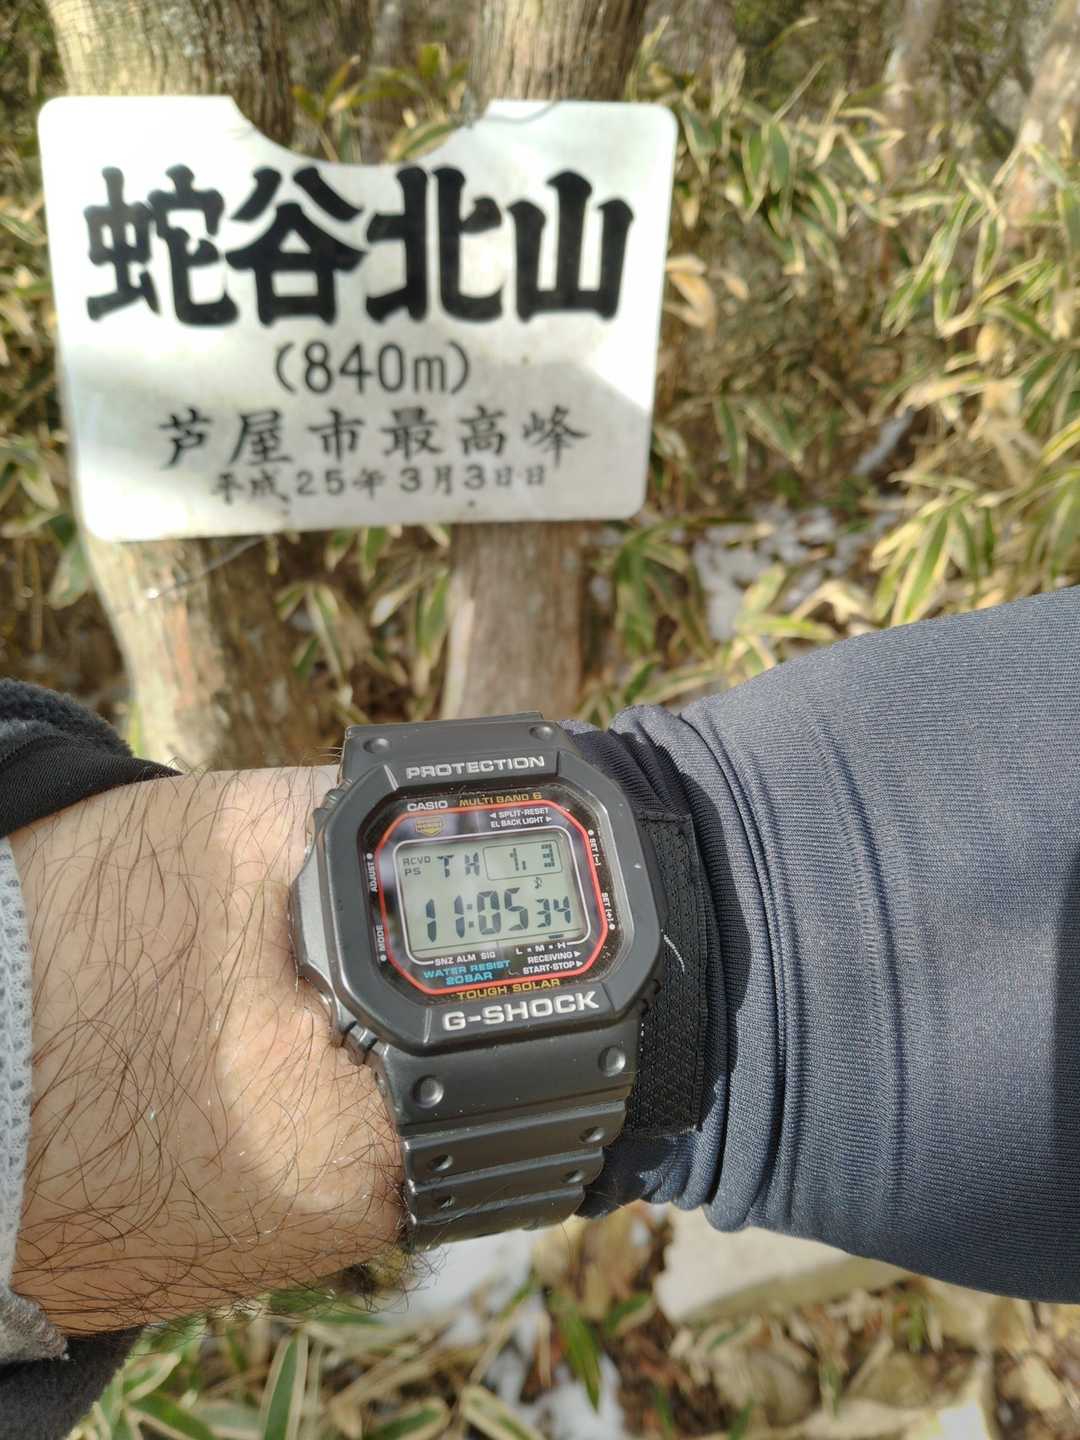 蛇谷北山
(840m)
芦屋市最高峰
平成25年3月3日日
PROTECTION
CASIO MULTI BAND 6
◀ SPLIT-RESET
EL BACK LIGHT ▶
ADJUST
SET [-]
RCVD
PS
TH 1.3
11:05 34
MODE
SET [+]
SNZ ALM SIG
L • M • H
RECEIVING ▶
START-STOP ▶
WATER RESIST
20BAR
TOUGH SOLAR
G-SHOCK